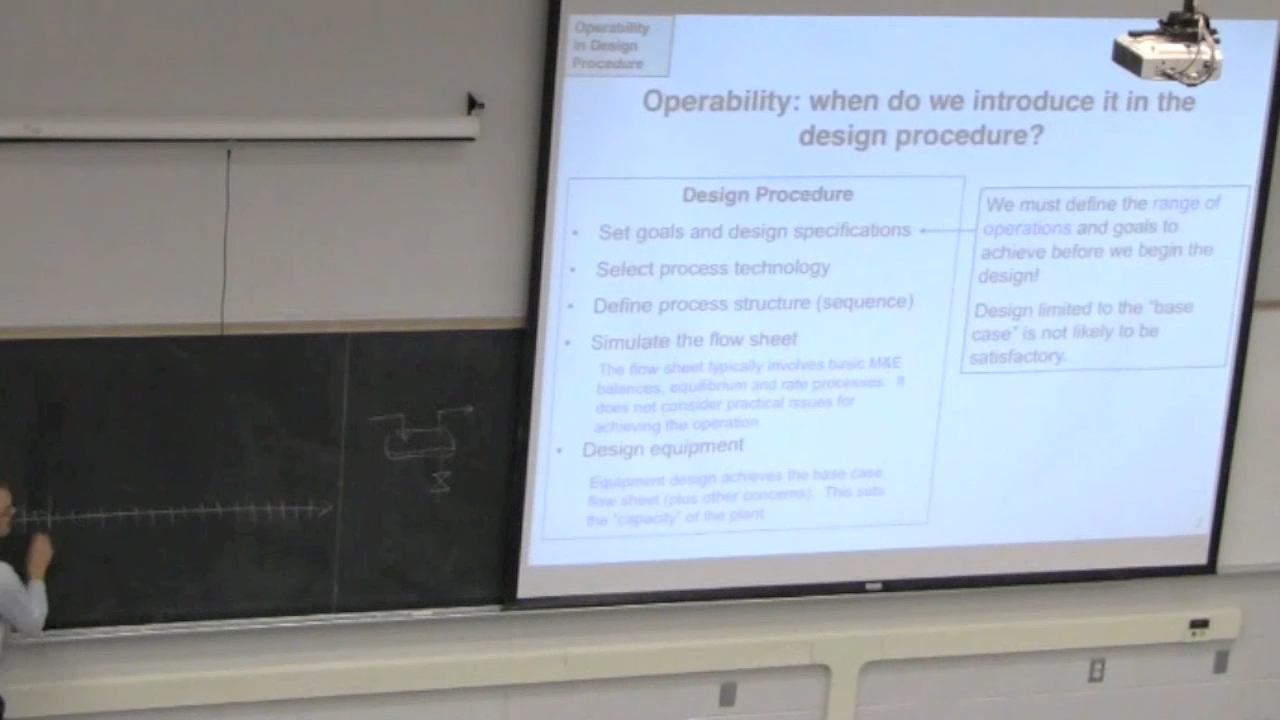 Operability
in Design
Procedure
Operability: when do we introduce it in the
design procedure?
Design Procedure
• Set goals and design specifications
• Select process technology
• Define process structure (sequence)
• Simulate the flow sheet
The flow sheet typically involves basic M&E
balances, equilibrium and rate processes. It
does not consider practical issues for
achieving the operation
• Design equipment
Equipment design achieves the base case
flow sheet (plus other concerns). This sets
the "capacity" of the plant.
We must define the range of
operations and goals to
achieve before we begin the
design!
Design limited to the "base
case" is not likely to be
satisfactory.